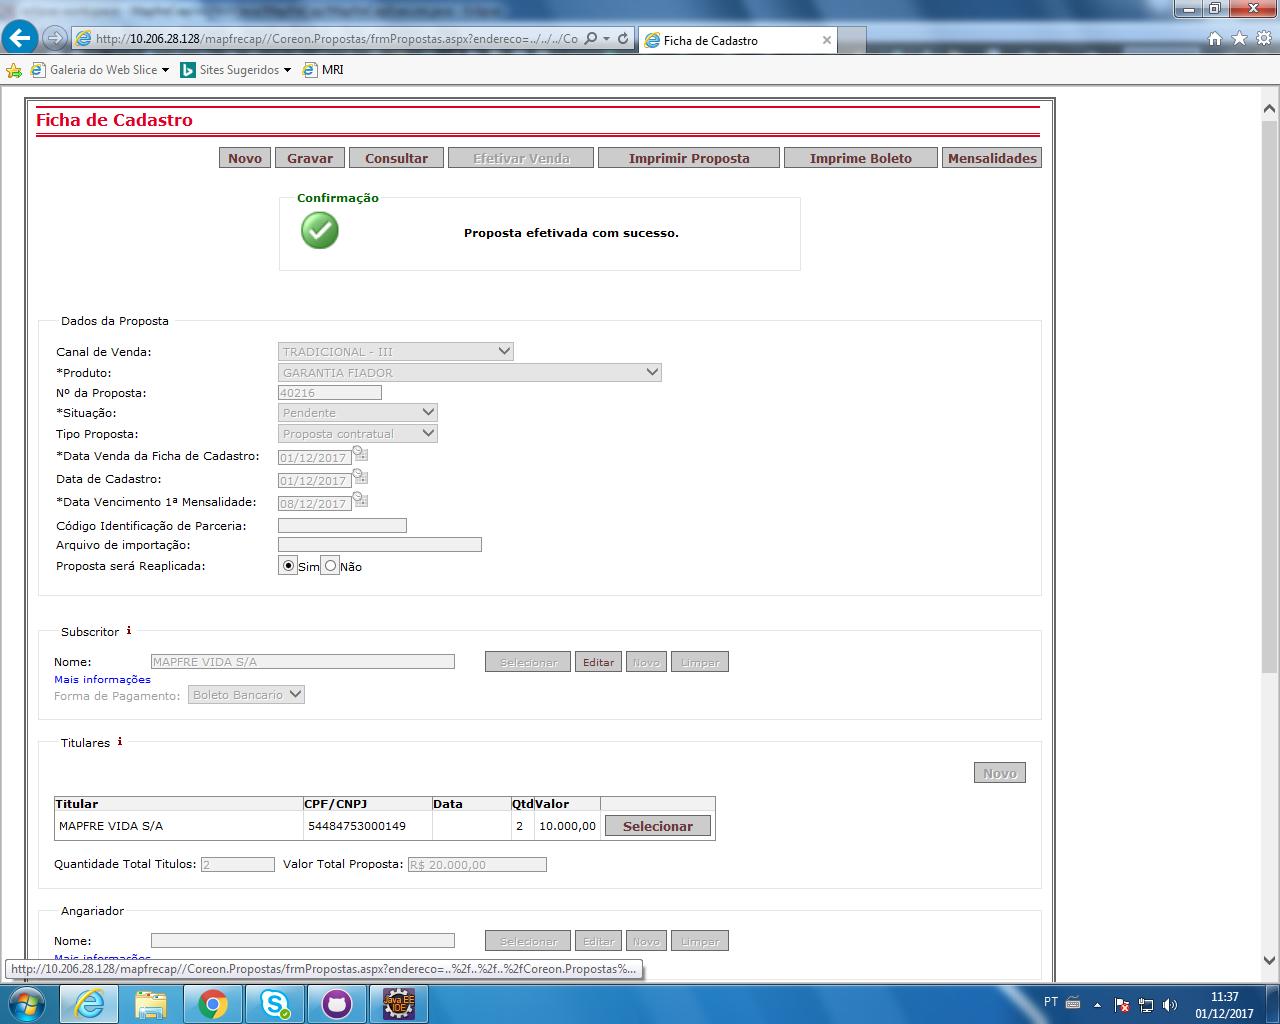 http://10.206.28.128/mapfrecap//Coreon.Propostas/frmPropostas.aspx?endereco=../../../Co
Ficha de Cadastro
Galeria do Web Slice
Sites Sugeridos
MRI
Ficha de Cadastro
Novo Gravar Consultar Efetivar Venda Imprimir Proposta Imprime Boleto Mensalidades
Confirmação
Proposta efetivada com sucesso.
Dados da Proposta
Canal de Venda: TRADICIONAL - III
*Produto: GARANTIA FIADOR
Nº da Proposta: 40216
*Situação: Pendente
Tipo Proposta: Proposta contratual
*Data Venda da Ficha de Cadastro: 01/12/2017
Data de Cadastro: 01/12/2017
*Data Vencimento 1ª Mensalidade: 08/12/2017
Código Identificação de Parceria:
Arquivo de importação:
Proposta será Reaplicada: Sim Não
Subscritor i
Nome: MAPFRE VIDA S/A Selecionar Editar Novo Limpar
Mais informações
Forma de Pagamento: Boleto Bancario
Titulares i
Novo
Titular CPF/CNPJ Data Qtd Valor
MAPFRE VIDA S/A 54484753000149 2 10.000,00 Selecionar
Quantidade Total Titulos: 2 Valor Total Proposta: R$ 20.000,00
Angariador
Nome: Selecionar Editar Novo Limpar
Mais informações
http://10.206.28.128/mapfrecap//Coreon.Propostas/frmPropostas.aspx?endereco=..%2f..%2f..%2fCoreon.Propostas%...
Java EE
IDE
PT
11:37
01/12/2017